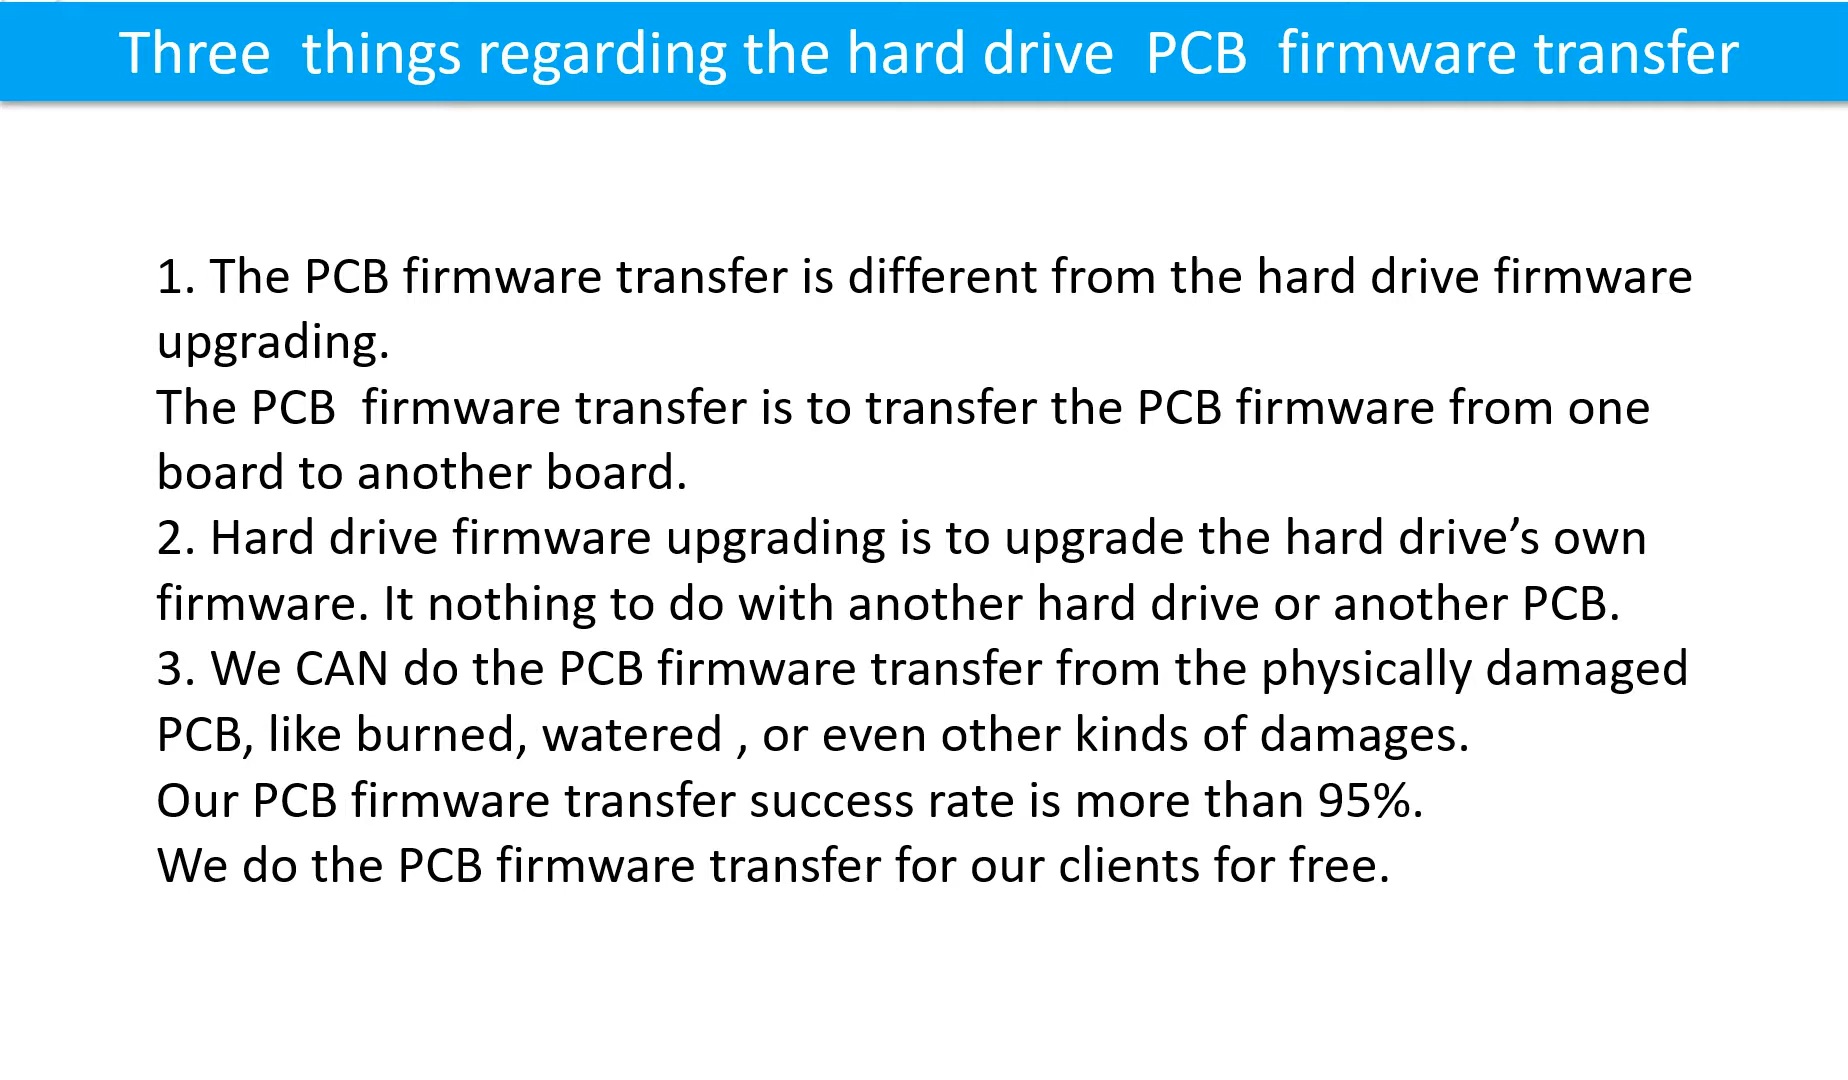 Three things regarding the hard drive PCB firmware transfer
1. The PCB firmware transfer is different from the hard drive firmware
upgrading.
The PCB firmware transfer is to transfer the PCB firmware from one
board to another board.
2. Hard drive firmware upgrading is to upgrade the hard drive’s own
firmware. It nothing to do with another hard drive or another PCB.
3. We CAN do the PCB firmware transfer from the physically damaged
PCB, like burned, watered , or even other kinds of damages.
Our PCB firmware transfer success rate is more than 95%.
We do the PCB firmware transfer for our clients for free.